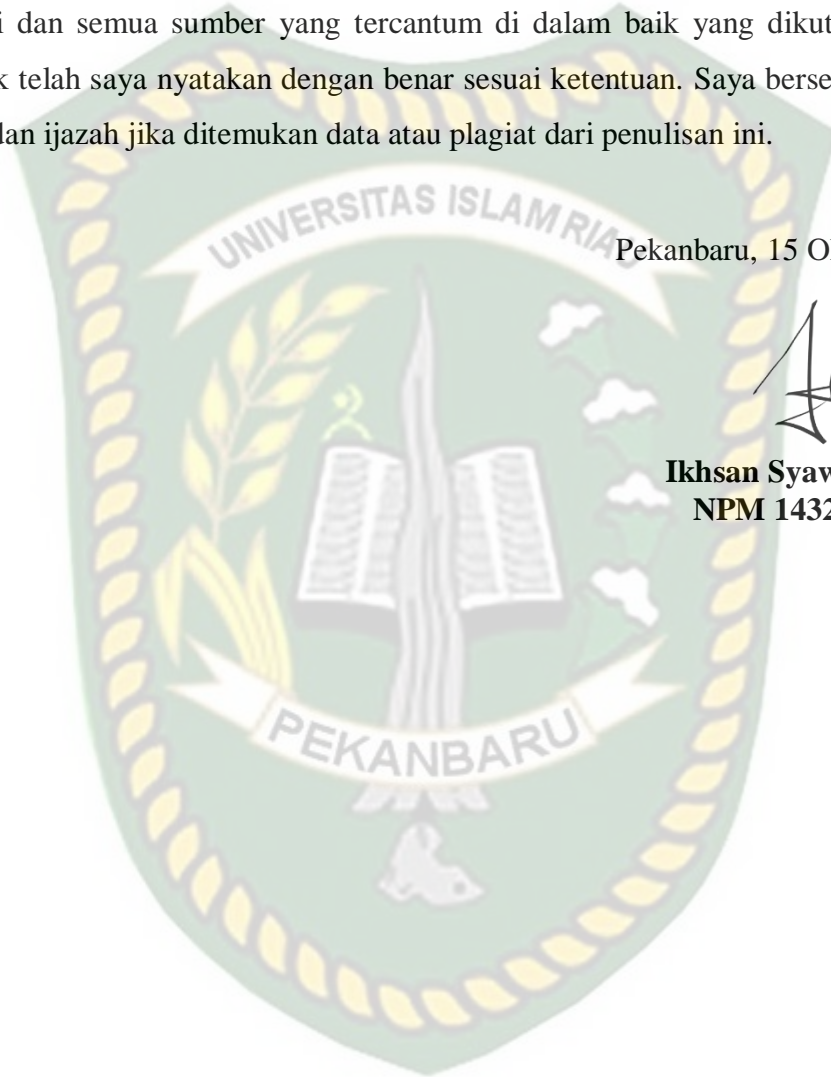 i dan semua sumber yang tercantum di dalam baik yang dikut
k telah saya nyatakan dengan benar sesuai ketentuan. Saya berse
dan ijazah jika ditemukan data atau plagiat dari penulisan ini.
UNIVERSITAS ISLAM RIAU
Pekanbaru, 15 O
Ikhsan Syaw
NPM 1432
PEKANBARU